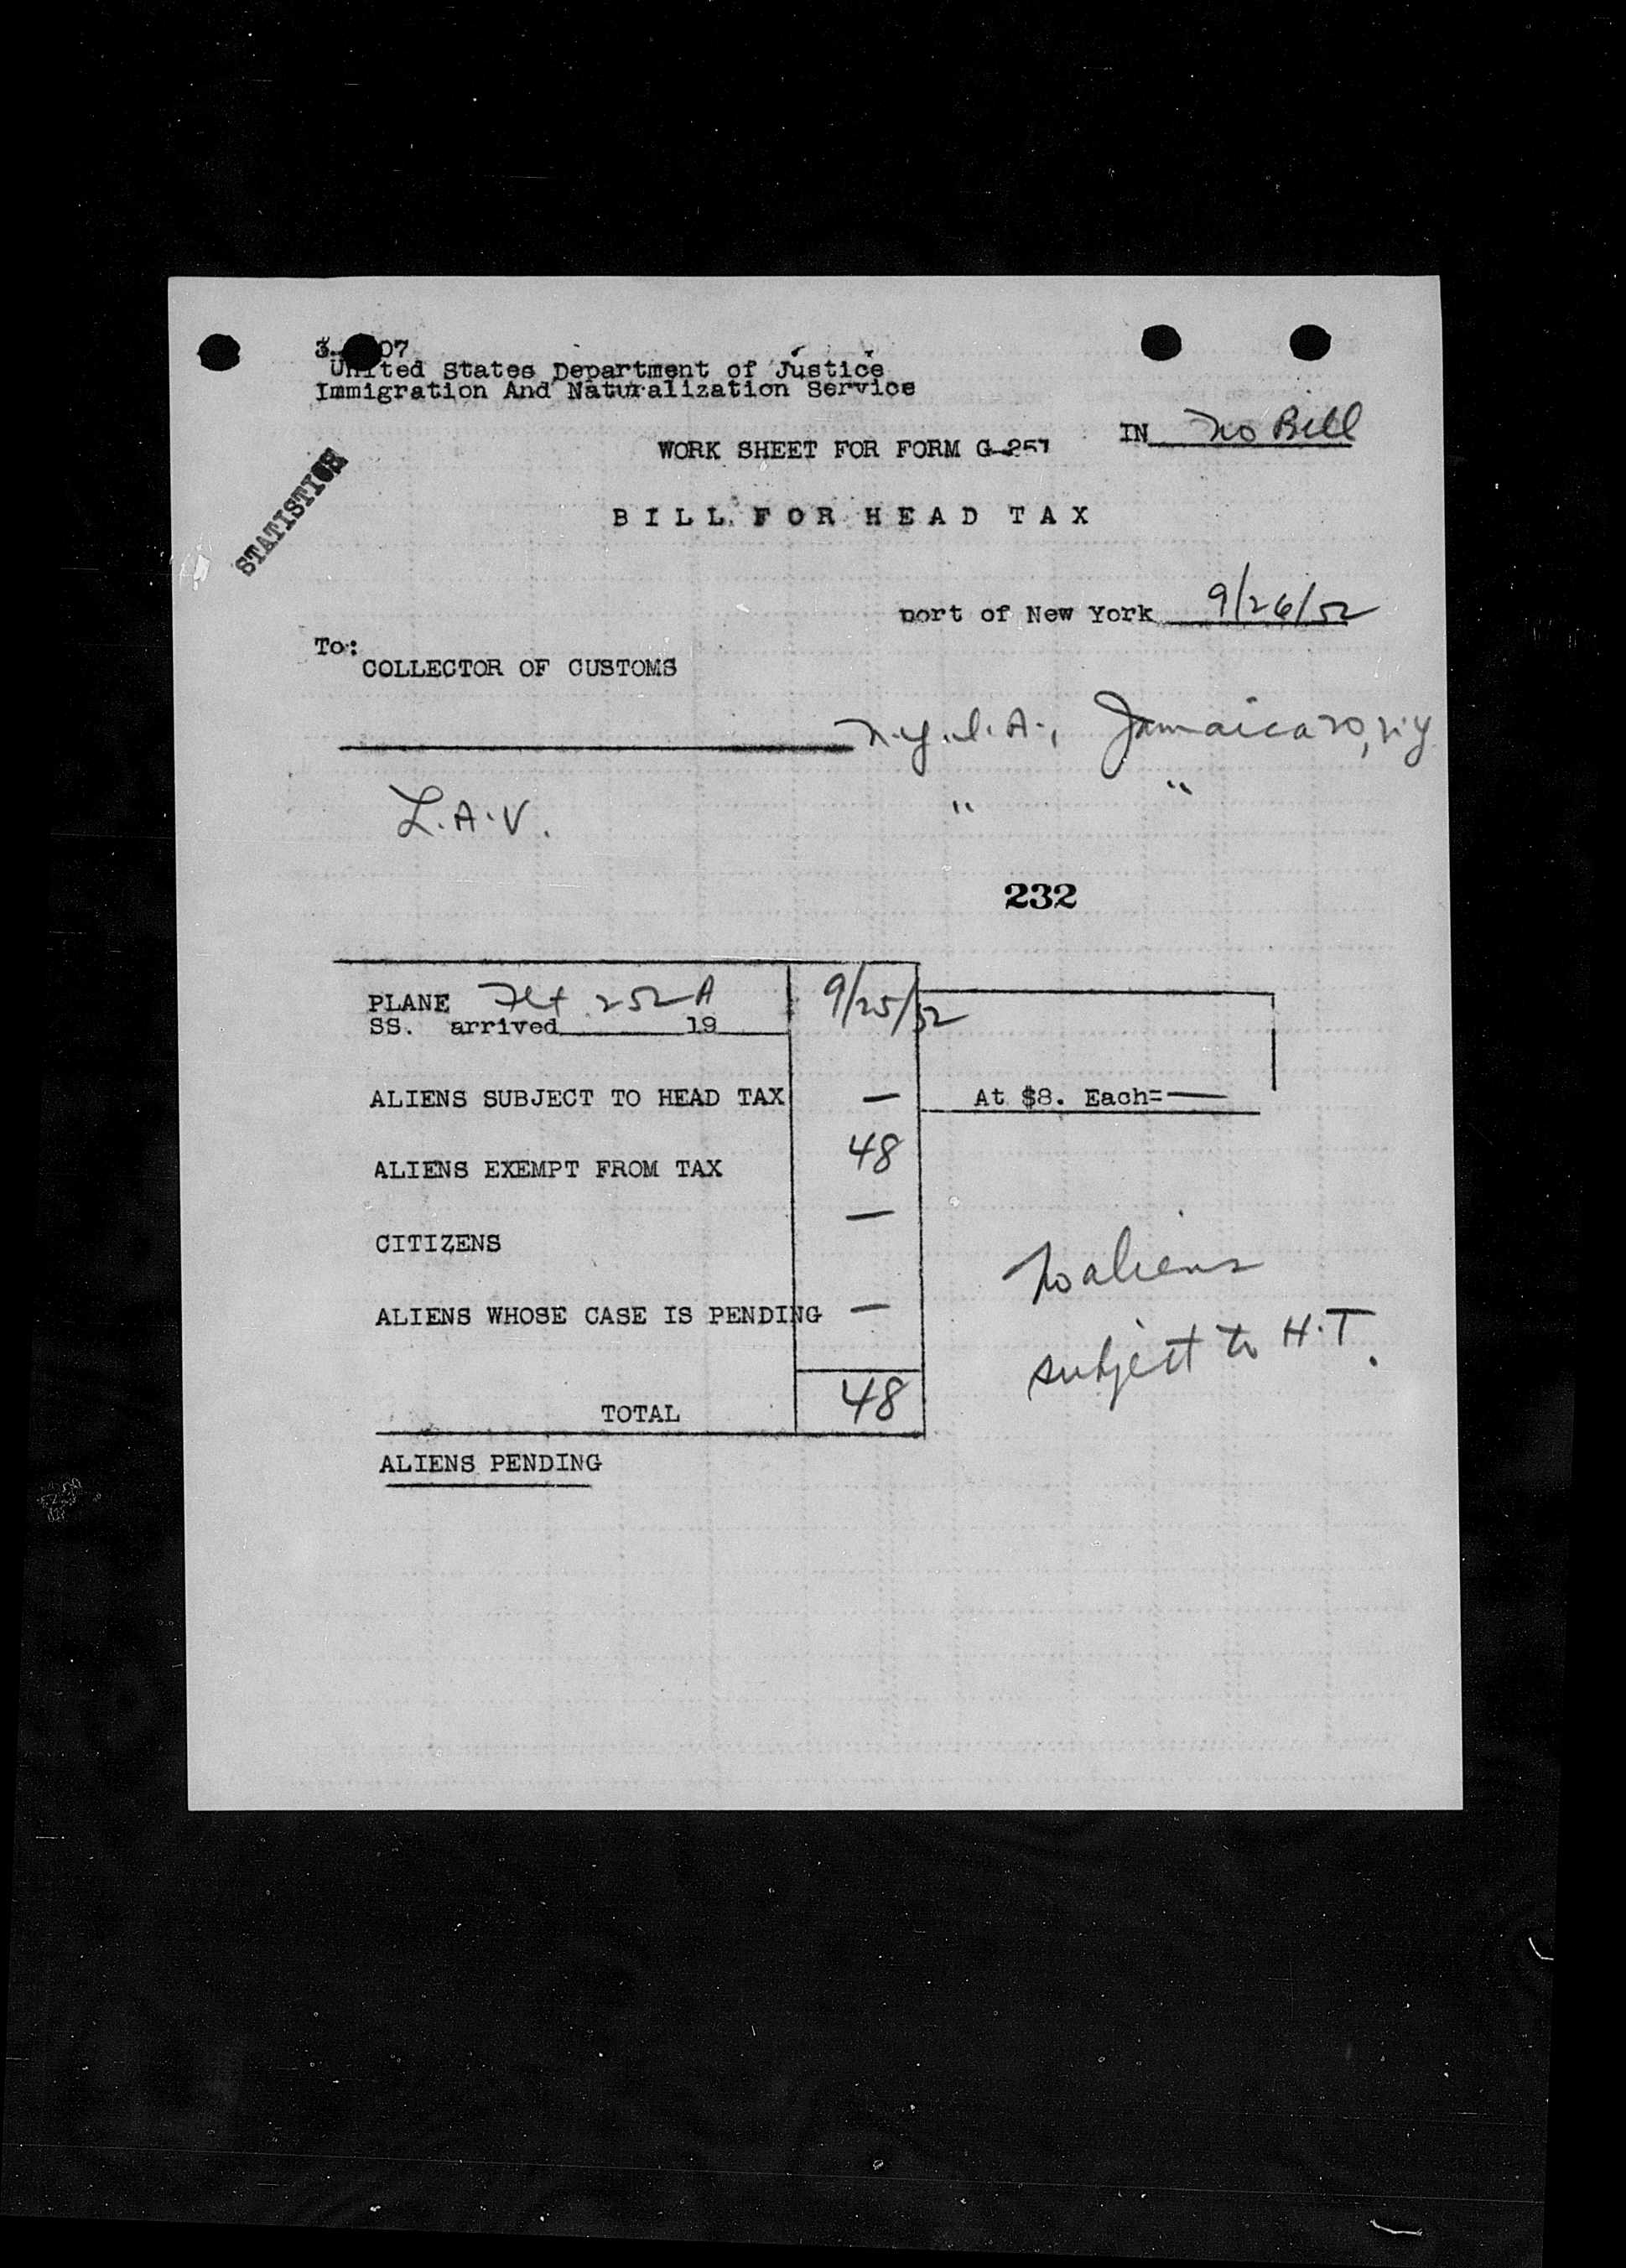 07
United States Department of Justice
Immigration And Naturalization Service
IN No Bill
WORK SHEET FOR FORM G-257
STATISTICS
BILL FOR HEAD TAX
port of New York 9/26/52
To:
COLLECTOR OF CUSTOMS
N.Y.I.A., Jamaica 20, N.Y
L.A.V. " "
232
PLANE Flt 252A 9/25/52
SS. arrived 19
ALIENS SUBJECT TO HEAD TAX — At $8. Each= —
ALIENS EXEMPT FROM TAX 48
CITIZENS —
No aliens
ALIENS WHOSE CASE IS PENDING —
subject to H.T.
TOTAL 48
ALIENS PENDING